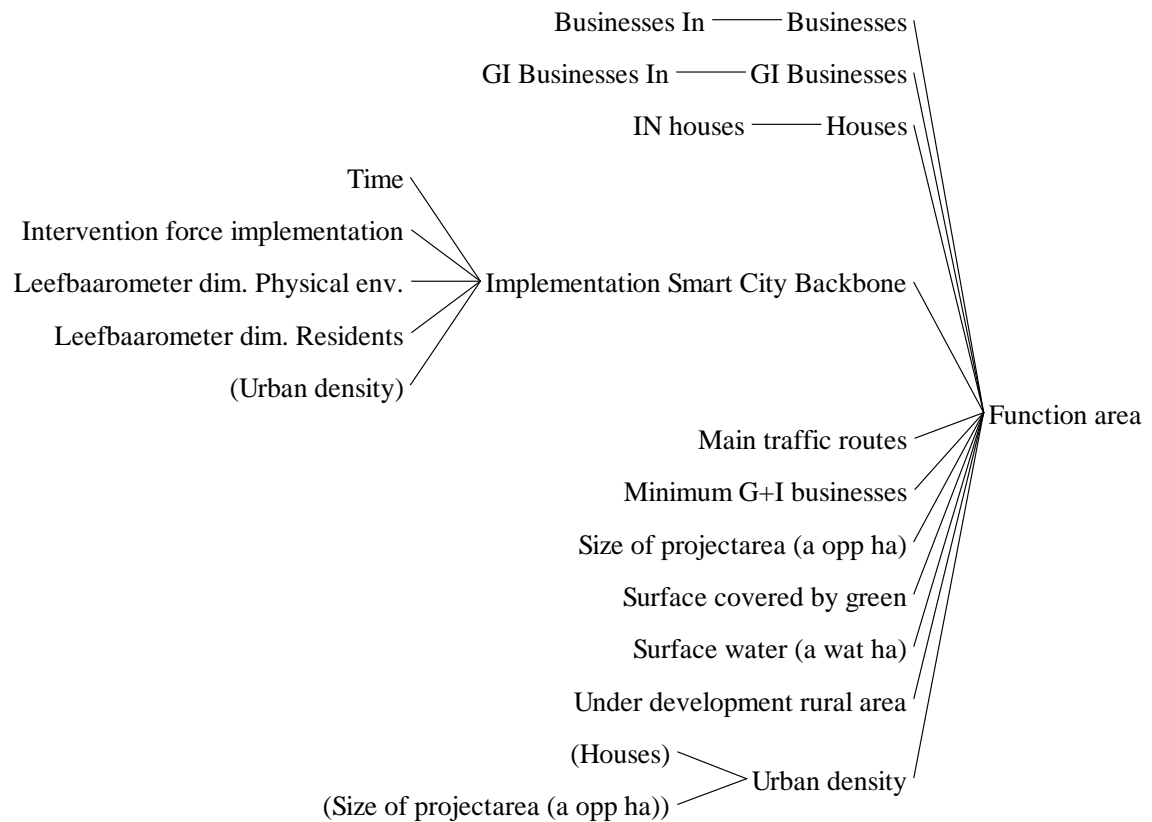 Businesses In
Businesses
GI Businesses In
GI Businesses
IN houses
Houses
Time
Intervention force implementation
Leefbaarometer dim. Physical env.
Implementation Smart City Backbone
Leefbaarometer dim. Residents
(Urban density)
Function area
Main traffic routes
Minimum G+I businesses
Size of projectarea (a opp ha)
Surface covered by green
Surface water (a wat ha)
Under development rural area
(Houses)
Urban density
(Size of projectarea (a opp ha))